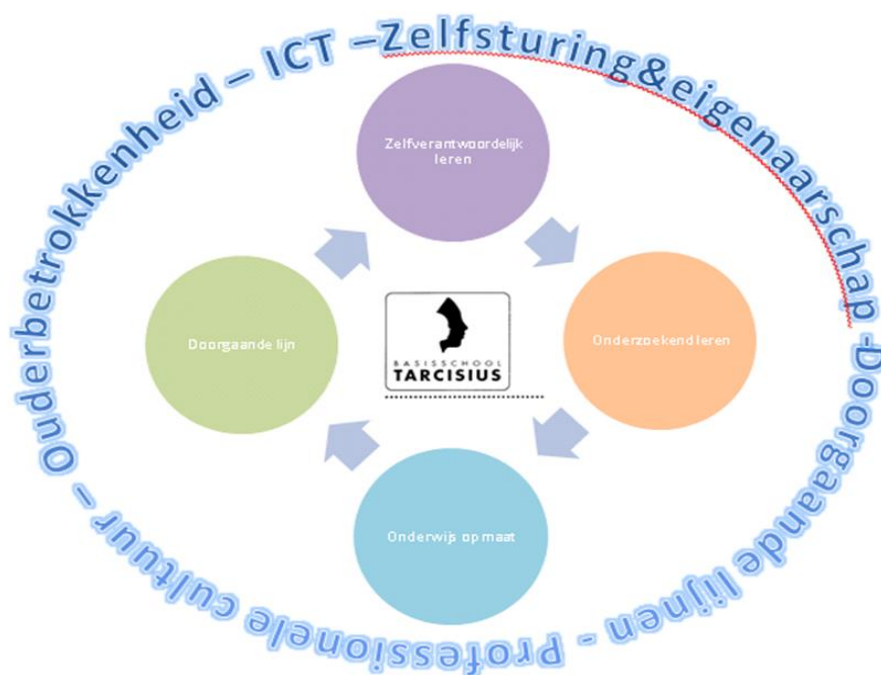 Ouderbetrokkenheid – ICT –Zelfsturing&eigenaarschap -Doorgaande lijnen - Professionele cultuur –
Zelfverantwoordelijk
leren
Doorgaande lijn
Onderzoekend leren
BASISSCHOOL
TARCISIUS
Onderwijs op maat